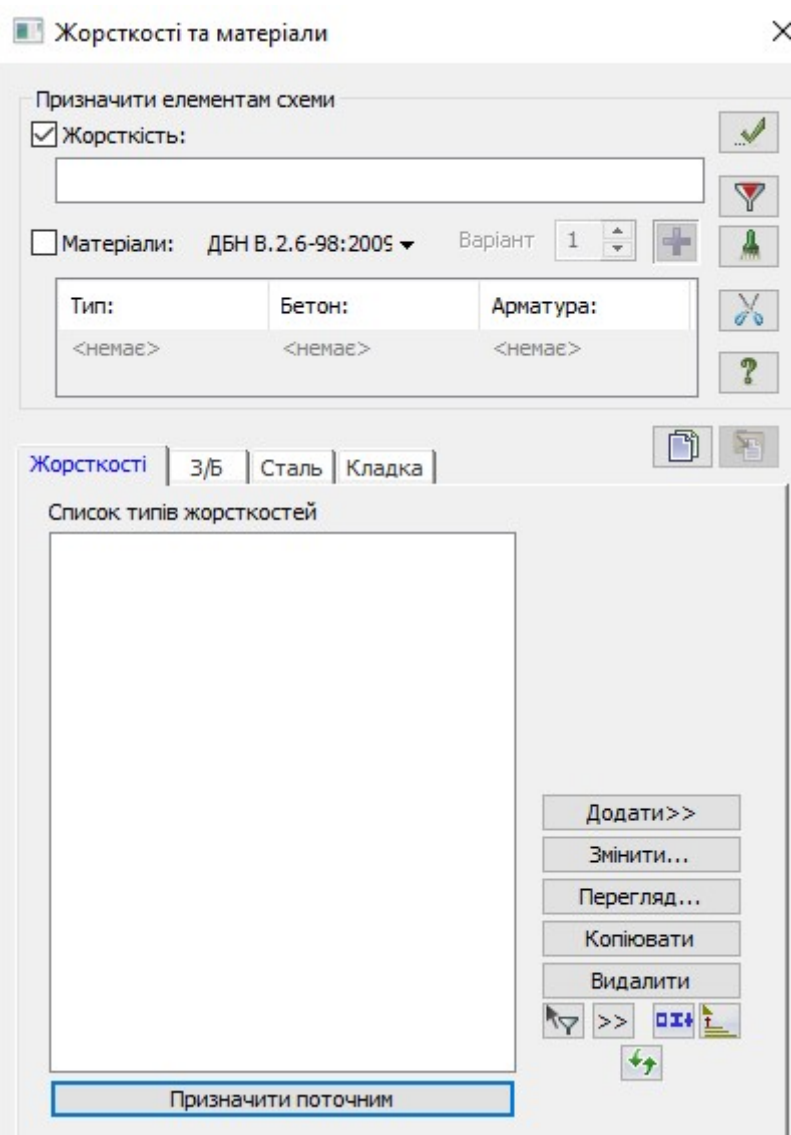 Жорсткості та матеріали
Призначити елементам схеми
Жорсткість:
Матеріали: ДБН В.2.6-98:2009 Варіант 1
Тип: Бетон: Арматура:
<немає> <немає> <немає>
Жорсткості З/Б Сталь Кладка
Список типів жорсткостей
Додати>>
Змінити...
Перегляд...
Копіювати
Видалити
>>
Призначити поточним